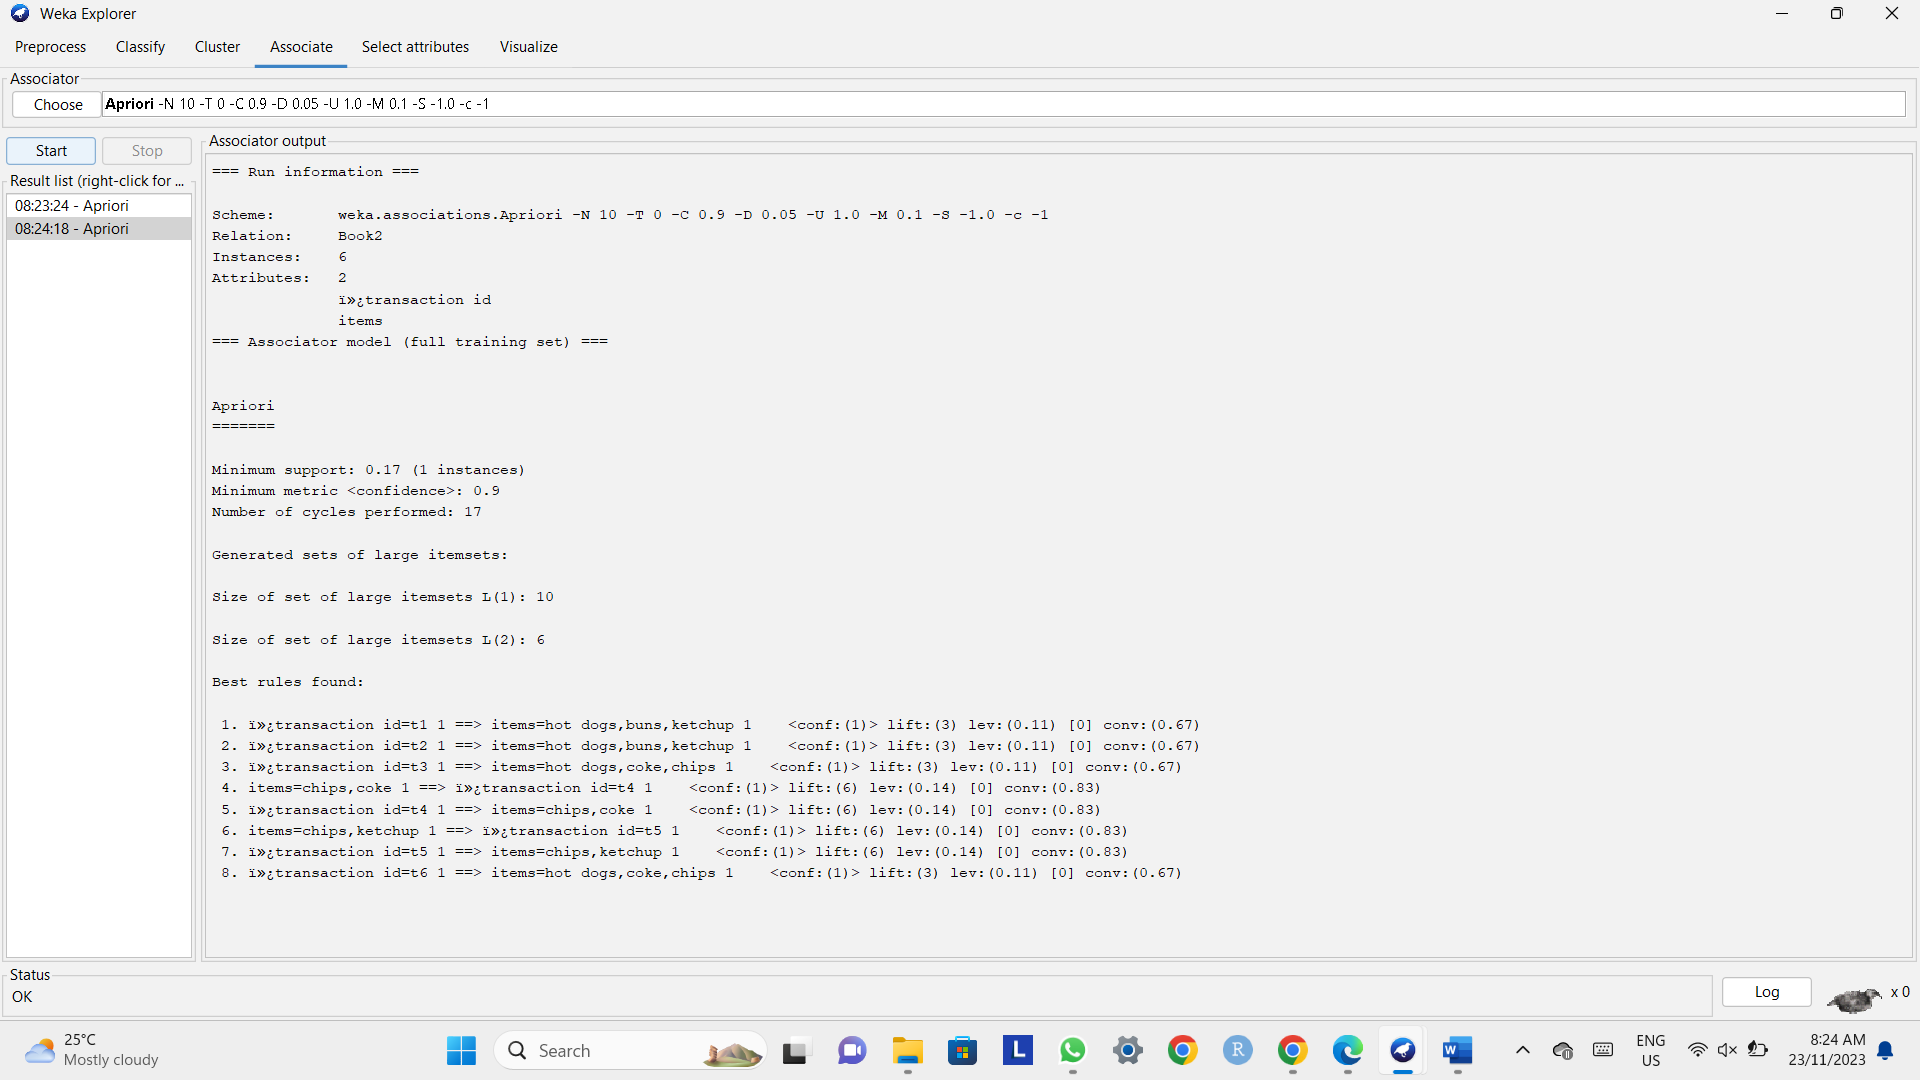 Weka Explorer
Preprocess Classify Cluster Associate Select attributes Visualize
Associator
Choose Apriori -N 10 -T 0 -C 0.9 -D 0.05 -U 1.0 -M 0.1 -S -1.0 -c -1
Start Stop
Associator output
Result list (right-click for ...
08:23:24 - Apriori
08:24:18 - Apriori
=== Run information ===
Scheme: weka.associations.Apriori -N 10 -T 0 -C 0.9 -D 0.05 -U 1.0 -M 0.1 -S -1.0 -c -1
Relation: Book2
Instances: 6
Attributes: 2
ï»¿transaction id
items
=== Associator model (full training set) ===
Apriori
=======
Minimum support: 0.17 (1 instances)
Minimum metric <confidence>: 0.9
Number of cycles performed: 17
Generated sets of large itemsets:
Size of set of large itemsets L(1): 10
Size of set of large itemsets L(2): 6
Best rules found:
1. ï»¿transaction id=t1 1 ==> items=hot dogs,buns,ketchup 1 <conf:(1)> lift:(3) lev:(0.11) [0] conv:(0.67)
2. ï»¿transaction id=t2 1 ==> items=hot dogs,buns,ketchup 1 <conf:(1)> lift:(3) lev:(0.11) [0] conv:(0.67)
3. ï»¿transaction id=t3 1 ==> items=hot dogs,coke,chips 1 <conf:(1)> lift:(3) lev:(0.11) [0] conv:(0.67)
4. items=chips,coke 1 ==> ï»¿transaction id=t4 1 <conf:(1)> lift:(6) lev:(0.14) [0] conv:(0.83)
5. ï»¿transaction id=t4 1 ==> items=chips,coke 1 <conf:(1)> lift:(6) lev:(0.14) [0] conv:(0.83)
6. items=chips,ketchup 1 ==> ï»¿transaction id=t5 1 <conf:(1)> lift:(6) lev:(0.14) [0] conv:(0.83)
7. ï»¿transaction id=t5 1 ==> items=chips,ketchup 1 <conf:(1)> lift:(6) lev:(0.14) [0] conv:(0.83)
8. ï»¿transaction id=t6 1 ==> items=hot dogs,coke,chips 1 <conf:(1)> lift:(3) lev:(0.11) [0] conv:(0.67)
Status
OK
Log
x 0
25°C
Mostly cloudy
Search
L
R
W
ENG
US
8:24 AM
23/11/2023